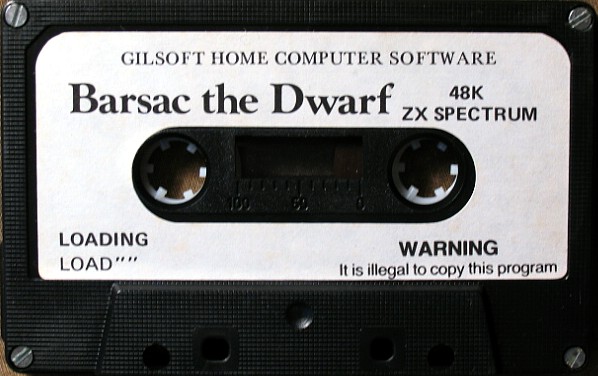 GILSOFT HOME COMPUTER SOFTWARE
Barsac the Dwarf
48K
ZX SPECTRUM
100 50 0
LOADING
LOAD""
WARNING
It is illegal to copy this program